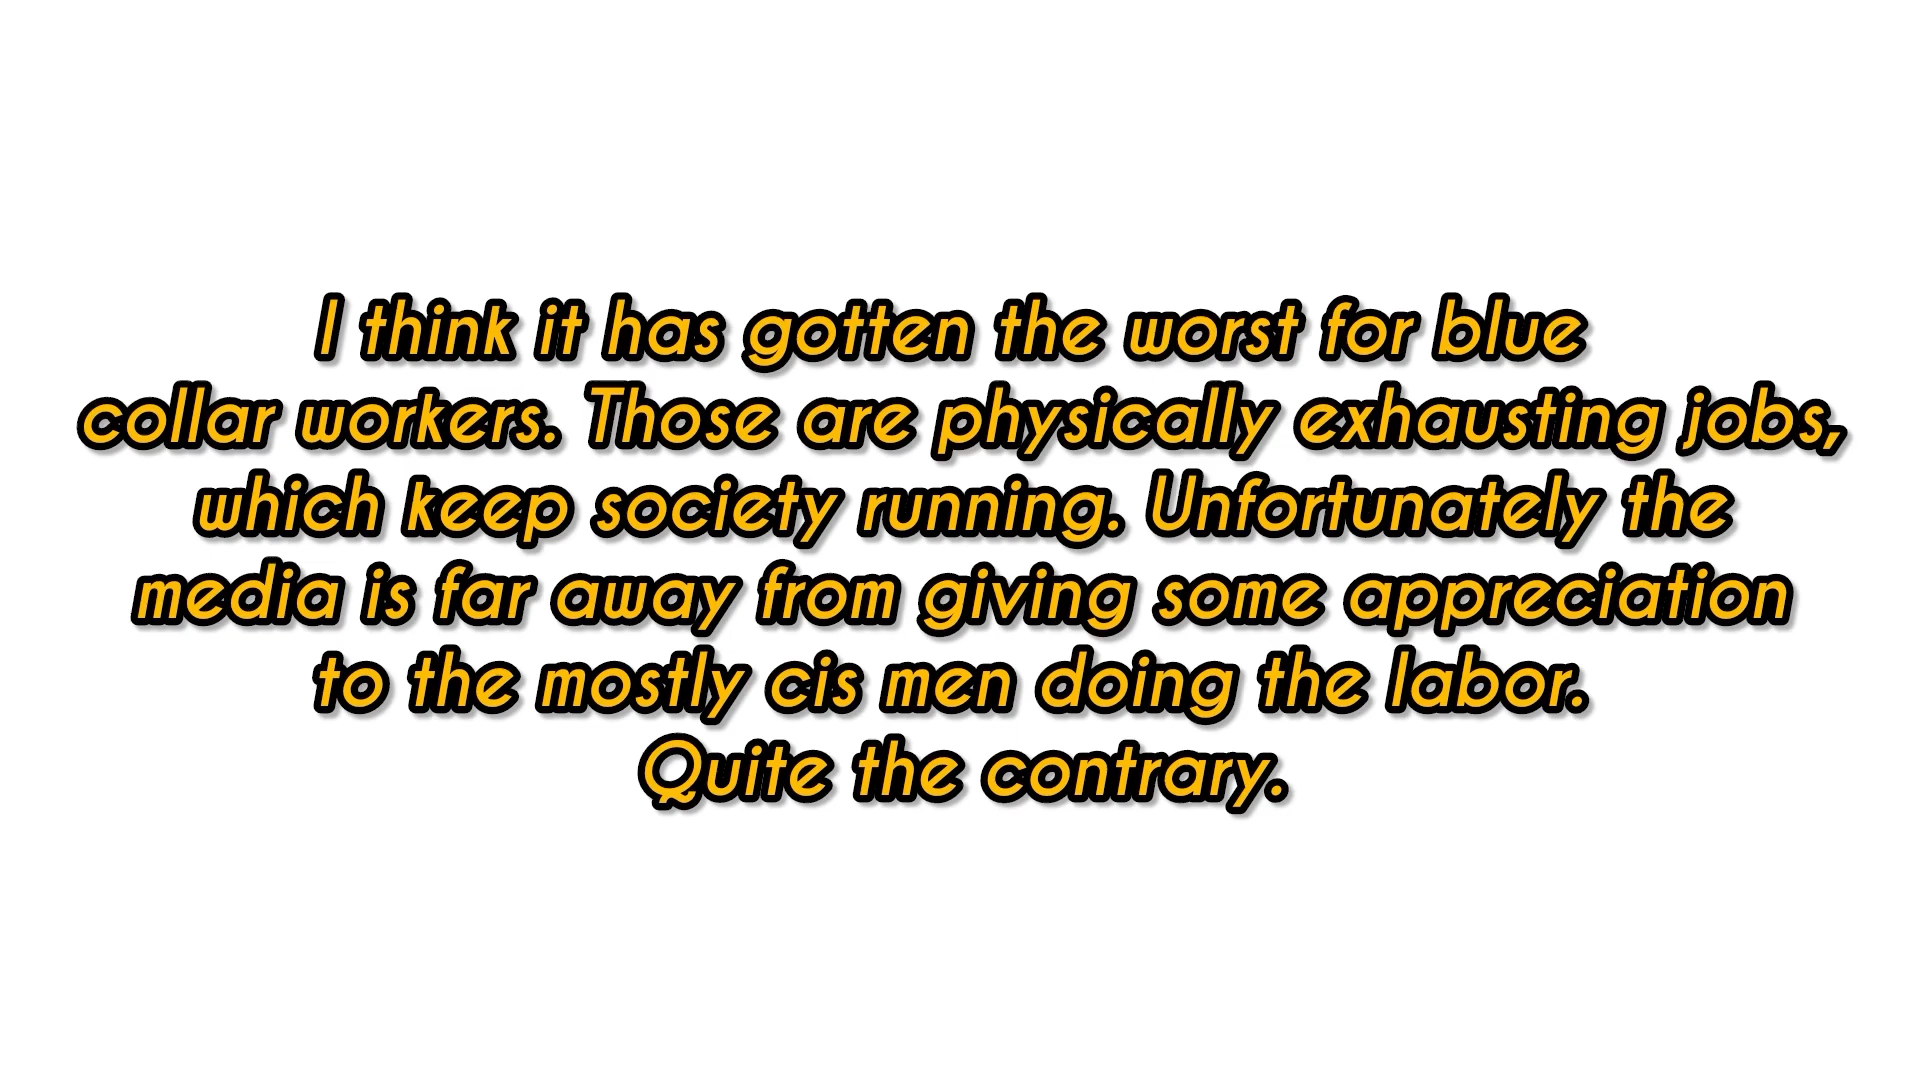 I think it has gotten the worst for blue
collar workers. Those are physically exhausting jobs,
which keep society running. Unfortunately the
media is far away from giving some appreciation
to the mostly cis men doing the labor.
Quite the contrary.